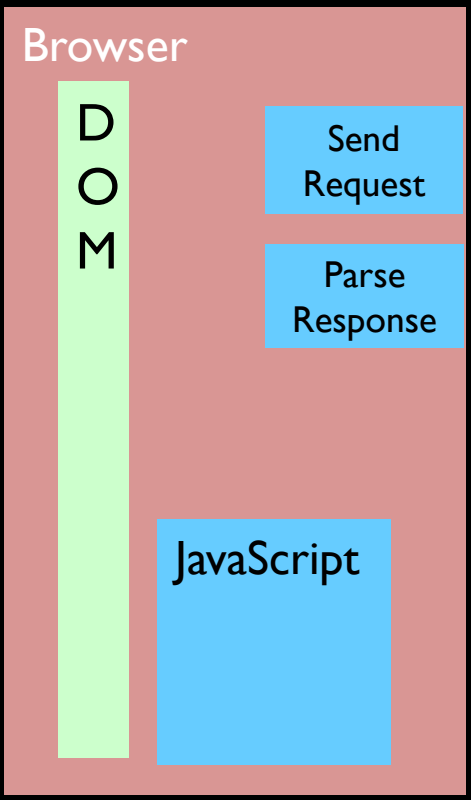 Browser
D
O
M
Send
Request
Parse
Response
JavaScript